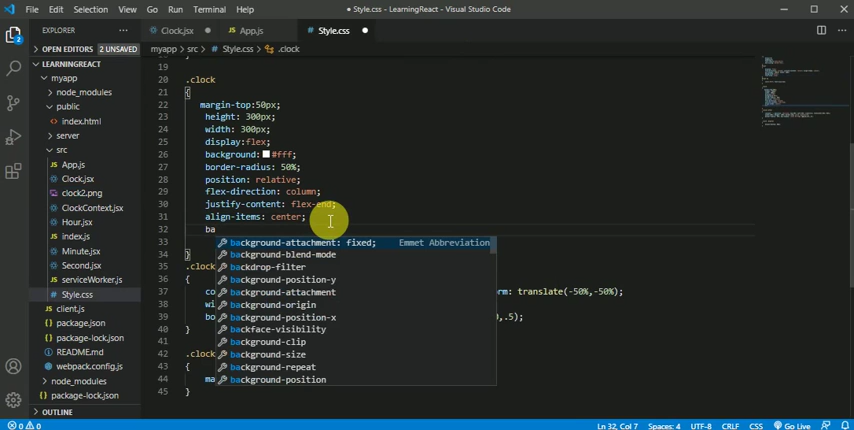 File Edit Selection View Go Run Terminal Help
● Style.css - LearningReact - Visual Studio Code
EXPLORER
OPEN EDITORS 2 UNSAVED
LEARNINGREACT
myapp
node_modules
public
index.html
server
src
App.js
Clock.jsx
clock2.png
ClockContext.jsx
Hour.jsx
index.js
Minute.jsx
Second.jsx
serviceWorker.js
Style.css
client.js
package.json
package-lock.json
README.md
webpack.config.js
node_modules
package-lock.json
OUTLINE
Clock.jsx
App.js
Style.css
myapp > src > # Style.css > .clock
19
20 .clock
21 {
22 margin-top:50px;
23 height: 300px;
24 width: 300px;
25 display:flex;
26 background: #fff;
27 border-radius: 50%;
28 position: relative;
29 flex-direction: column;
30 justify-content: flex-end;
31 align-items: center;
32 ba
33
34 }
35 .clock
36 {
37 co rm: translate(-50%,-50%);
38 wi
39 bo 0,.5);
40 }
41
42 .clock
43 {
44 ma
45 }
background-attachment: fixed; Emmet Abbreviation
background-blend-mode
backdrop-filter
background-position-y
background-attachment
background-origin
background-position-x
backface-visibility
background-clip
background-size
background-repeat
background-position
0 0 Ln 32, Col 7 Spaces: 4 UTF-8 CRLF CSS Go Live